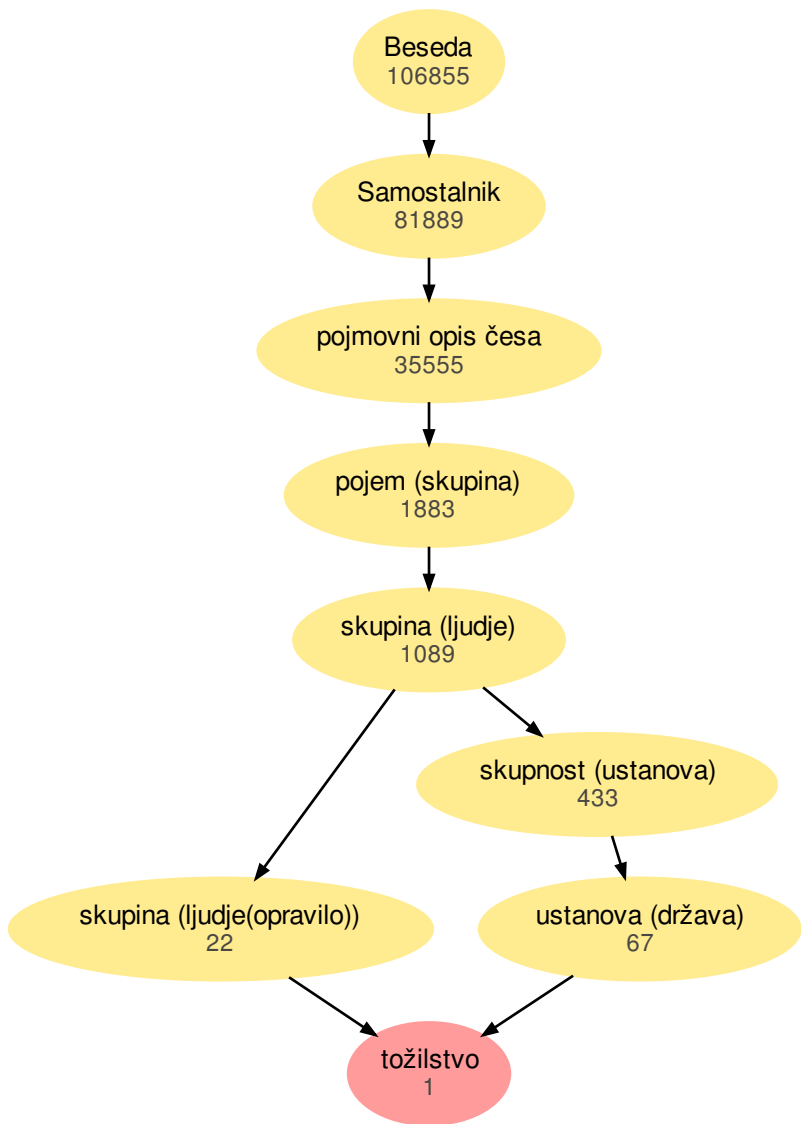 Beseda
106855
Samostalnik
81889
pojmovni opis česa
35555
pojem (skupina)
1883
skupina (ljudje)
1089
skupnost (ustanova)
433
skupina (ljudje(opravilo))
22
ustanova (država)
67
tožilstvo
1